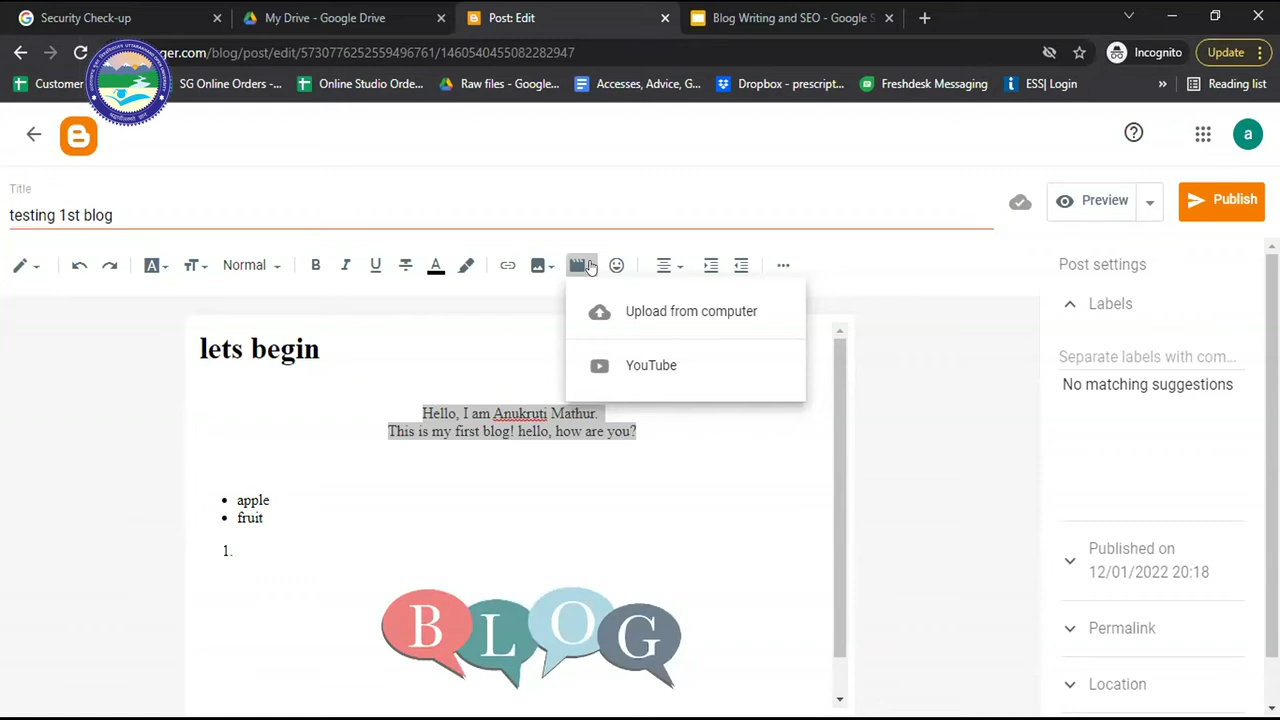 Security Check-up
My Drive - Google Drive
Post: Edit
Blog Writing and SEO - Google S
ger.com/blog/post/edit/5730776252559496761/1460540455082282447
Incognito
Update
Customer
SG Online Orders -...
Online Studio Orde...
Raw files - Google...
Accesses, Advice, G...
Dropbox - pr
Freshdesk Messaging
ESS| Login
»
Reading list
a
Title
testing 1st blog
Preview
Publish
Normal
B
I
U
Post settings
Labels
Separate labels with com...
No matching suggestions
Upload from computer
YouTube
lets begin
Hello, I am Anukruti Mathur.
This is my first blog! hello, how are you?
• apple
• fruit
1.
BLOG
Published on
12/01/2022 20:18
Permalink
Location